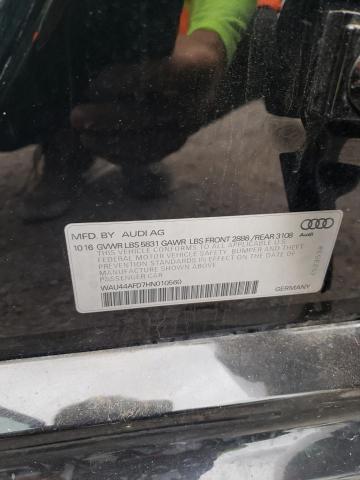 MFD. BY AUDI AG
10 16 GVWR LBS 5831 GAWR LBS FRONT 2886 /REAR 3108
THIS VEHICLE CONFORMS TO ALL APPLICABLE U.S.
FEDERAL MOTOR VEHICLE SAFETY, BUMPER AND THEFT
PREVENTION STANDARDS IN EFFECT ON THE DATE OF
MANUFACTURE SHOWN ABOVE
PASSENGER CAR
WAU44AFD7HN010560
GERMANY
Audi